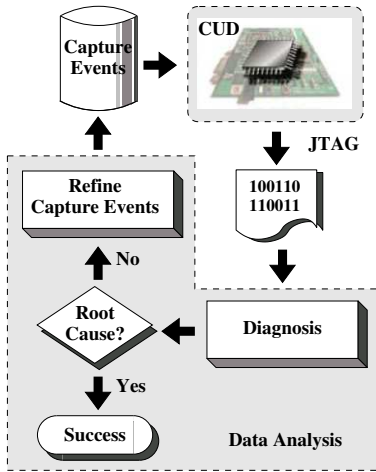 Capture
Events
CUD
JTAG
100110
110011
Refine
Capture Events
No
Root
Cause?
Diagnosis
Yes
Success
Data Analysis